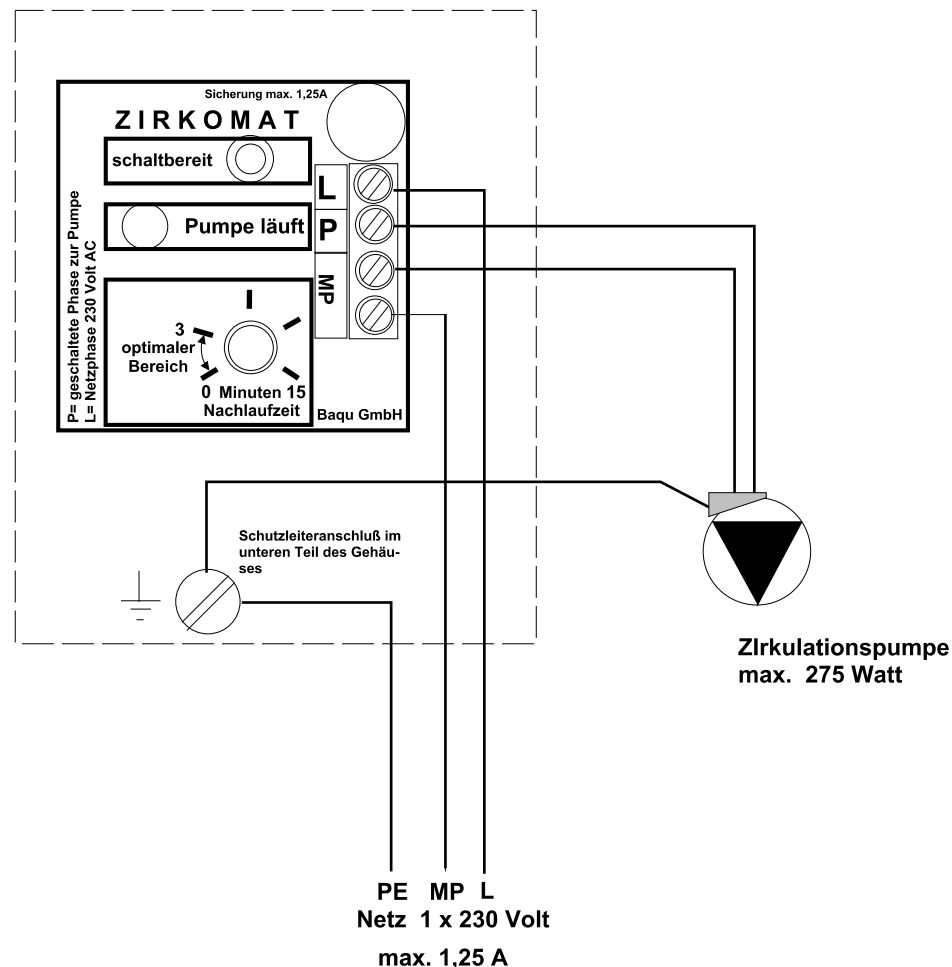 Sicherung max. 1,25A
ZIRKOMAT
schaltbereit
L
Pumpe läuft
P
MP
P= geschaltete Phase zur Pumpe
L= Netzphase 230 Volt AC
3
optimaler
Bereich
0 Minuten 15
Nachlaufzeit
Baqu GmbH
Schutzleiteranschluß im
unteren Teil des Gehäu-
ses
ZIrkulationspumpe
max. 275 Watt
PE MP L
Netz 1 x 230 Volt
max. 1,25 A